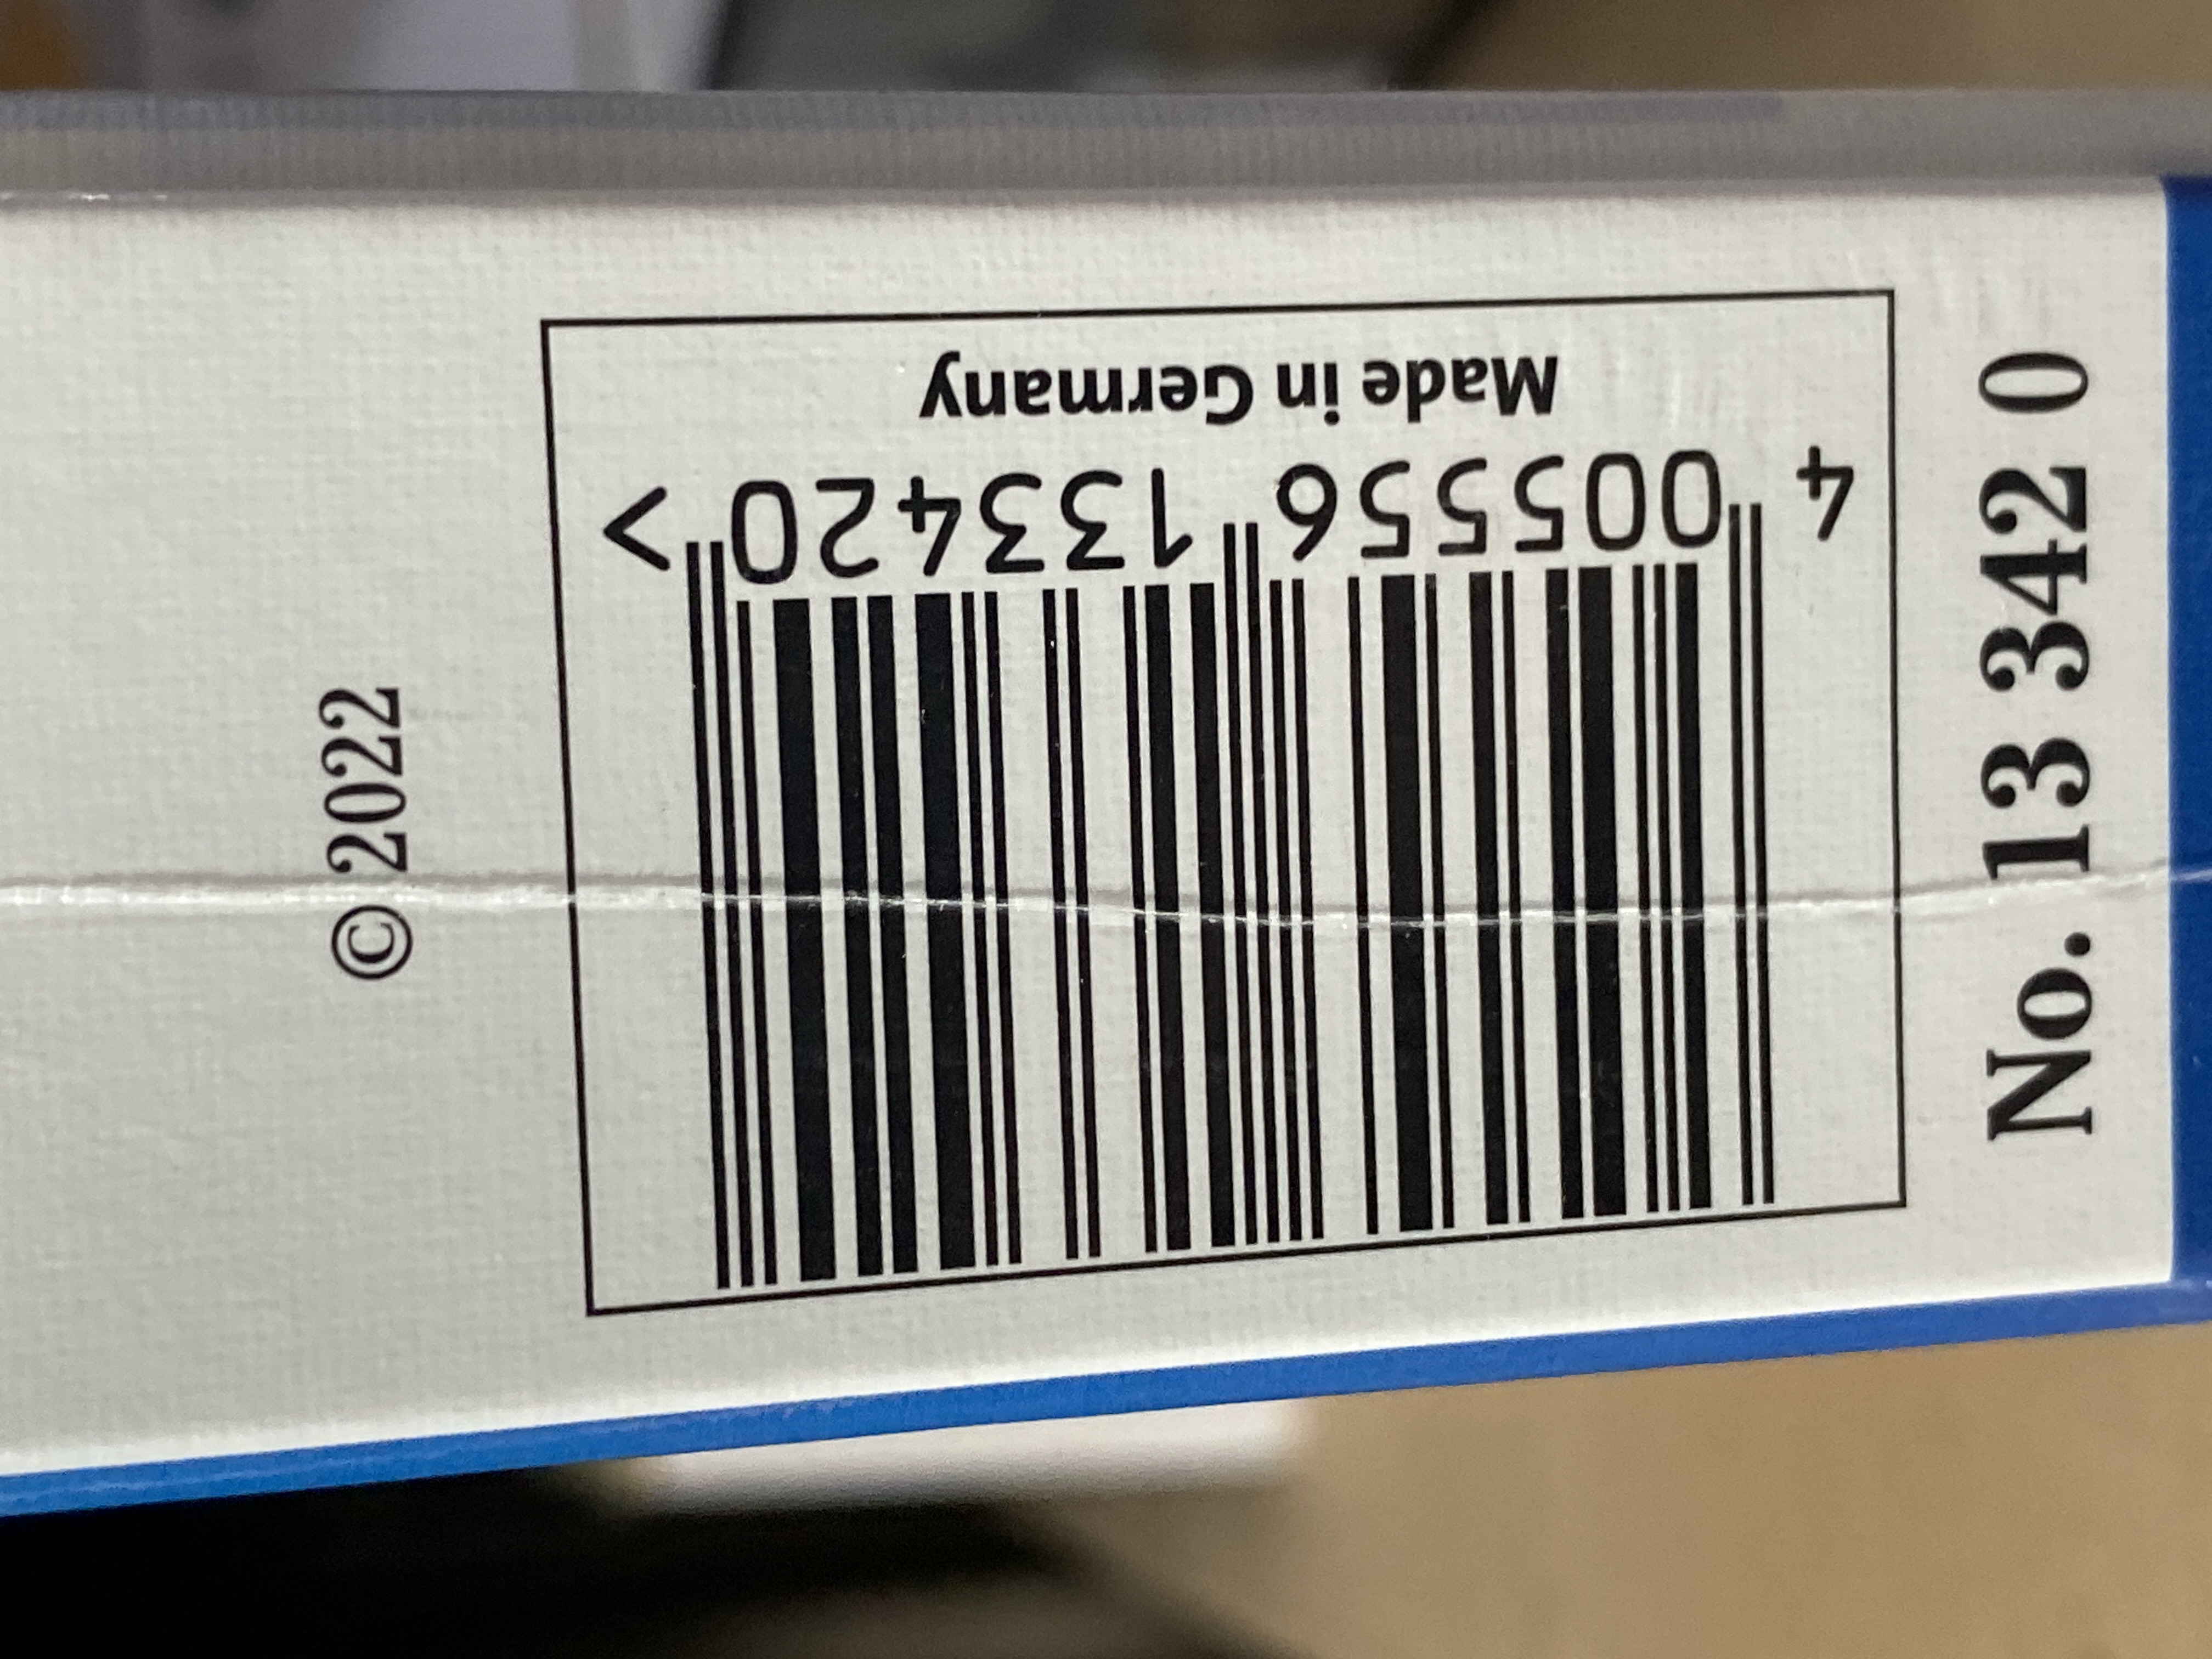 No. 13 342 0
4 005556 133420 >
Made in Germany
© 2022